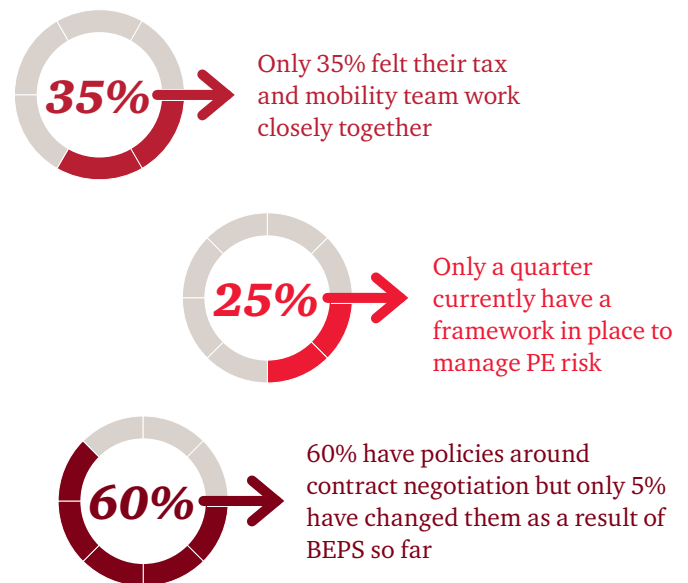 35%
Only 35% felt their tax
and mobility team work
closely together
25%
Only a quarter
currently have a
framework in place to
manage PE risk
60%
60% have policies around
contract negotiation but only 5%
have changed them as a result of
BEPS so far